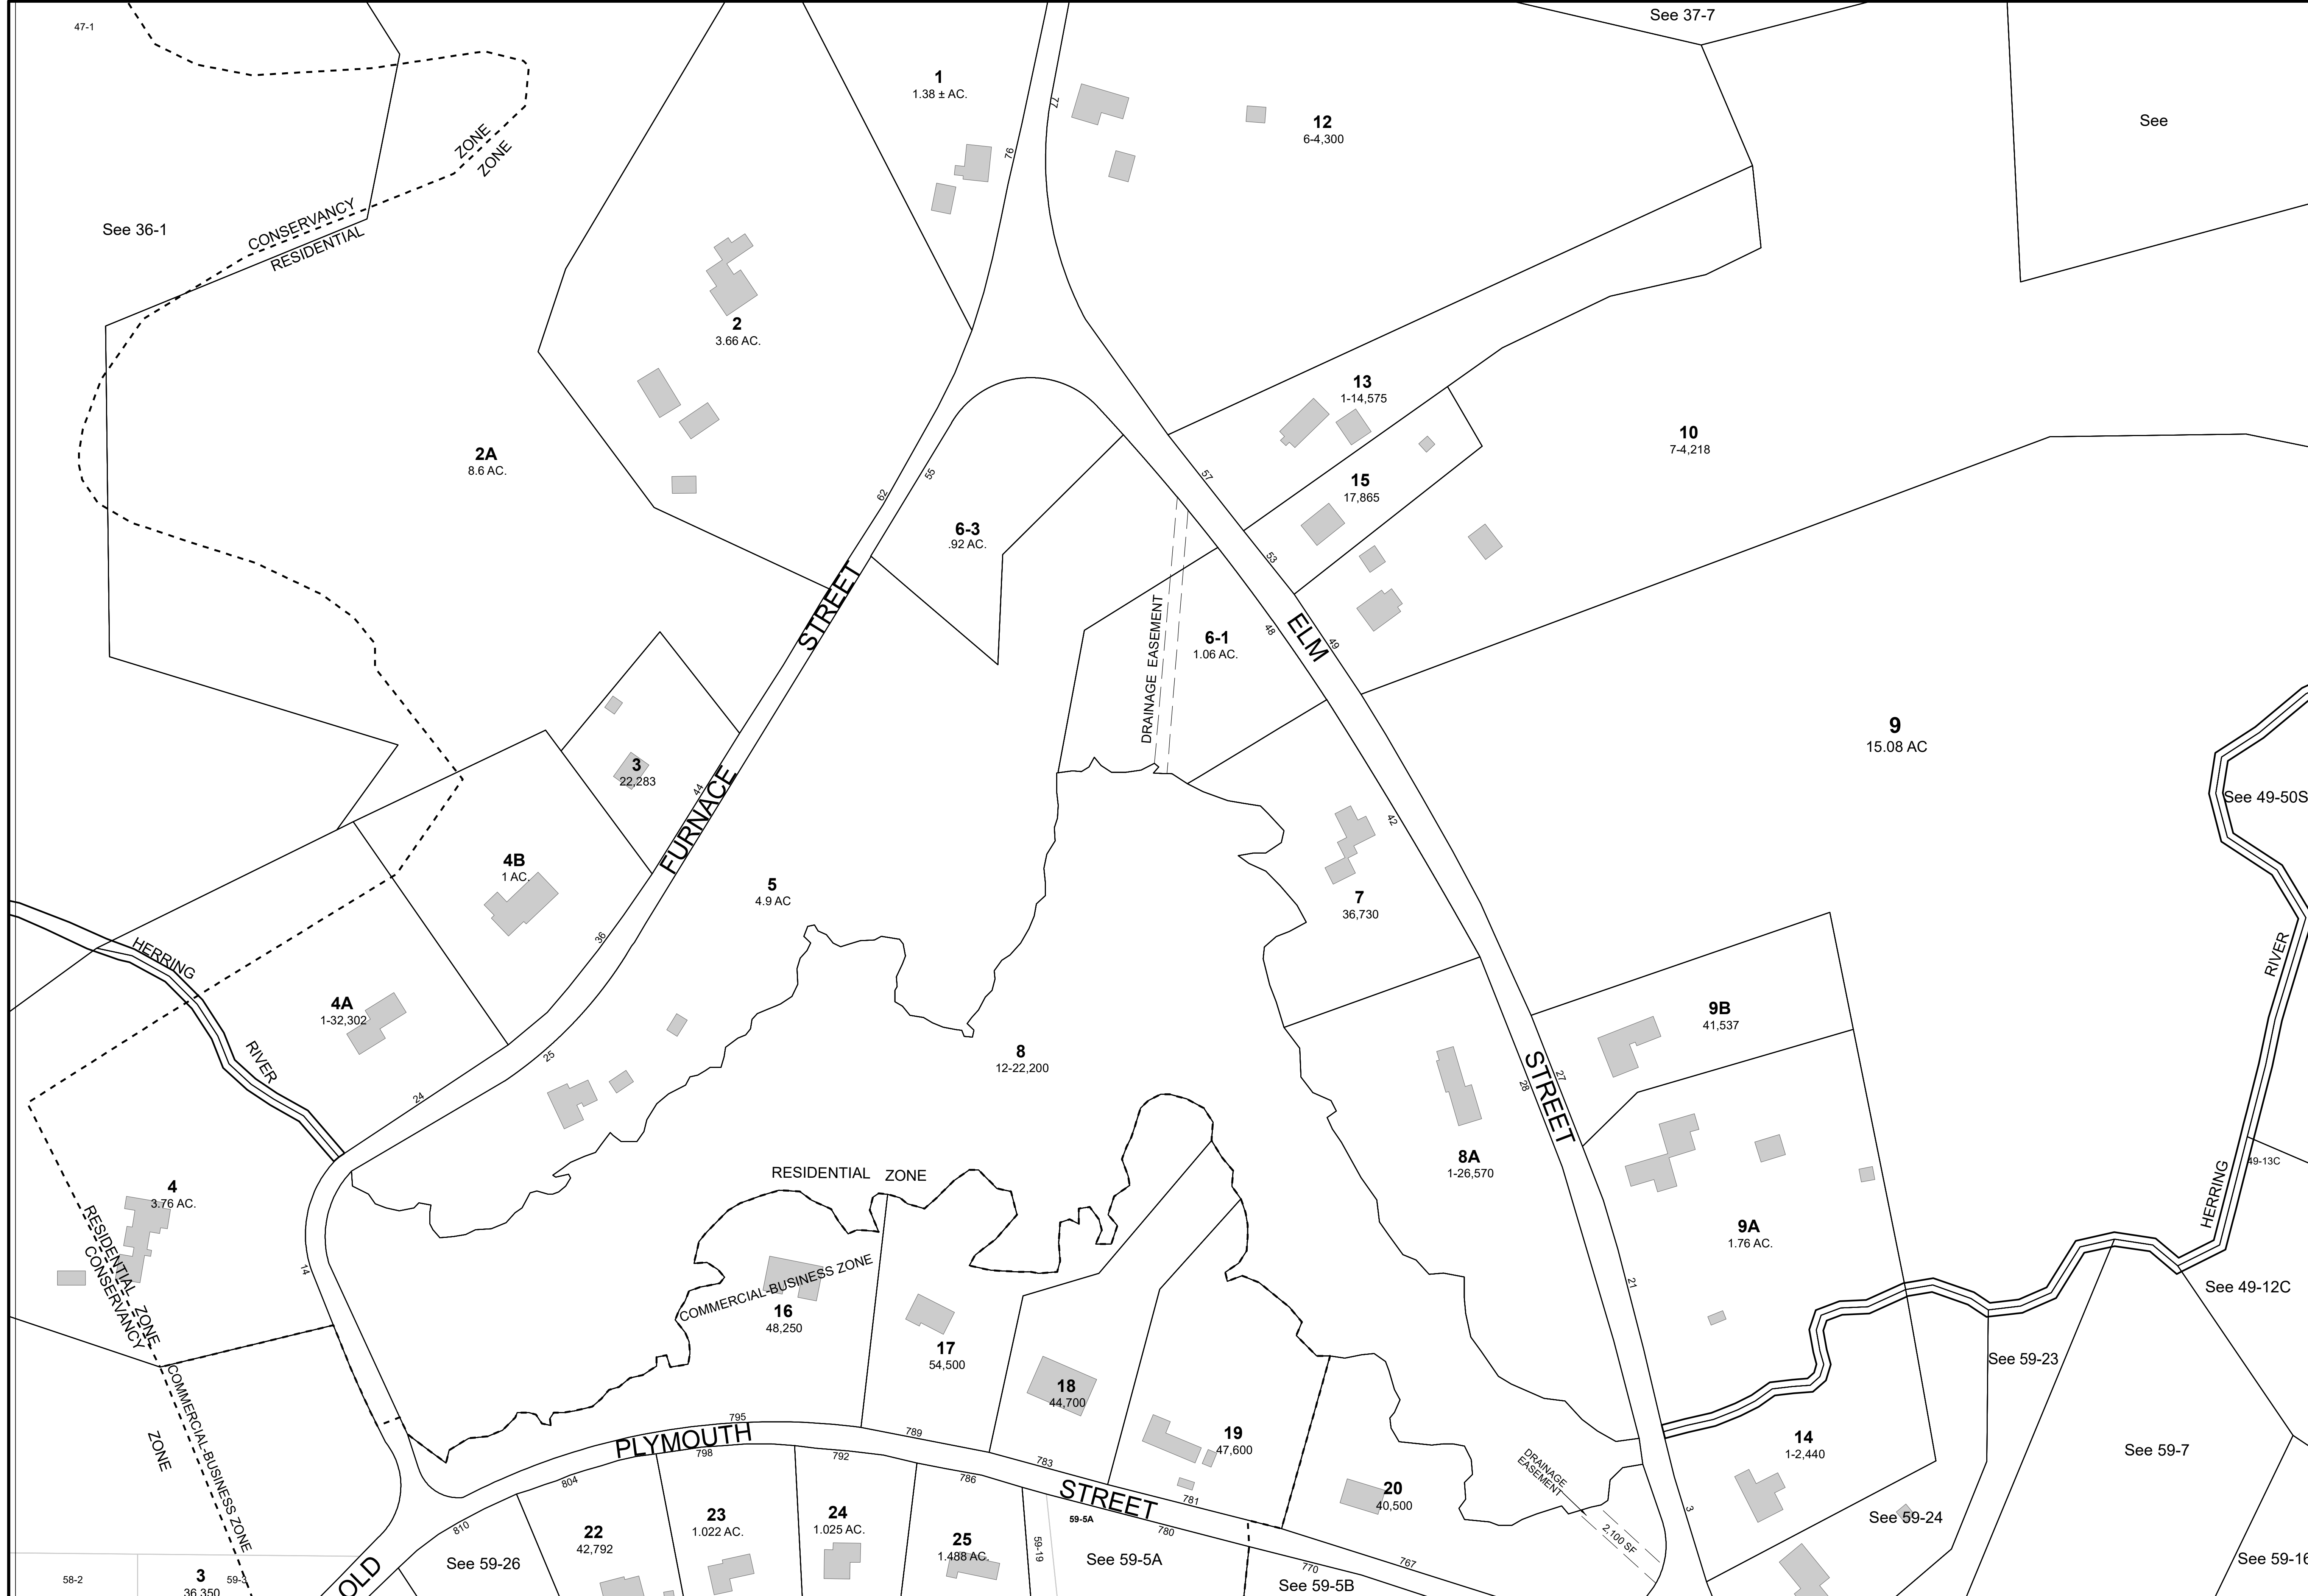 47-1
See 37-7
1
1.38 ± AC.
77
12
6-4,300
See
ZONE
ZONE
76
CONSERVANCY
RESIDENTIAL
See 36-1
2
3.66 AC.
13
1-14,575
10
7-4,218
2A
8.6 AC.
55
62
57
15
17,865
6-3
.92 AC.
53
STREET
DRAINAGE EASEMENT
6-1
1.06 AC.
48
ELM
49
9
15.08 AC
3
22,283
44
FURNACE
See 49-50S
42
4B
1 AC.
5
4.9 AC
7
36,730
36
HERRING
RIVER
RIVER
4A
1-32,302
9B
41,537
25
24
8
12-22,200
STREET
27
28
8A
1-26,570
49-13C
HERRING
RESIDENTIAL ZONE
4
3.76 AC.
RESIDENTIAL ZONE
CONSERVANCY
9A
1.76 AC.
14
COMMERCIAL-BUSINESS ZONE
16
48,250
21
See 49-12C
17
54,500
See 59-23
18
44,700
COMMERCIAL-BUSINESS ZONE
ZONE
795
PLYMOUTH
798
789
792
783
19
47,600
14
1-2,440
See 59-7
DRAINAGE
EASEMENT
804
786
STREET
781
780
20
40,500
3
810
22
42,792
23
1.022 AC.
24
1.025 AC.
25
1.488 AC.
59-5A
59-19
See 59-24
2,100 SF
See 59-26
See 59-5A
767
770
See 59-5B
See 59-16
OLD
58-2
3
36,350
59-3